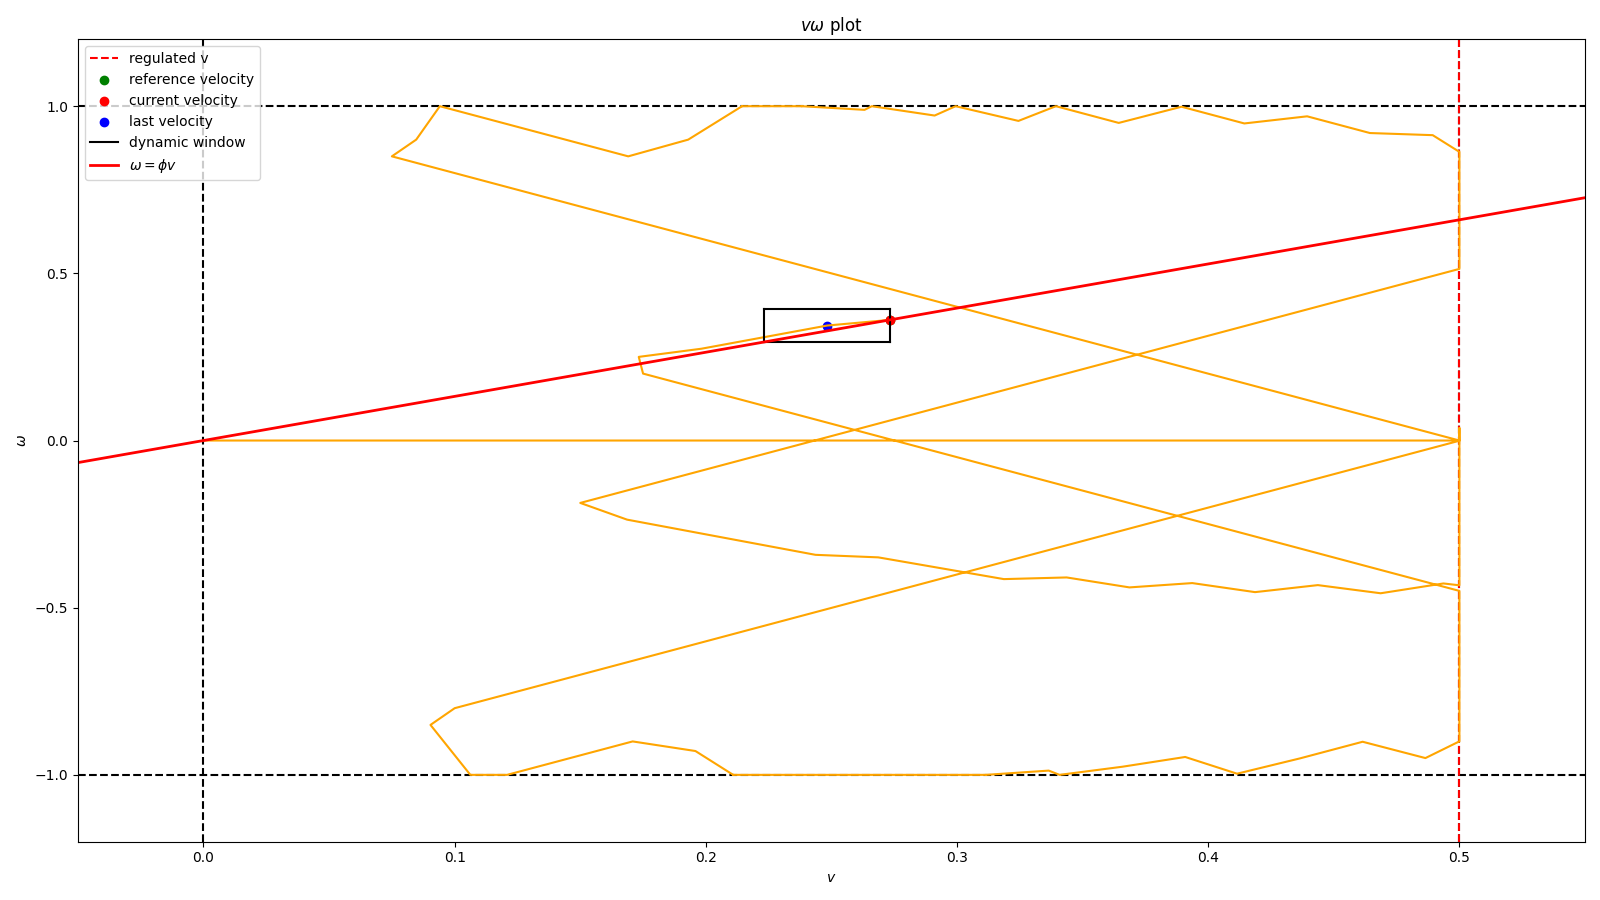 vω plot
regulated v
reference velocity
current velocity
last velocity
dynamic window
ω = ϕv
1.0
0.5
0.0
−0.5
−1.0
ω
0.0 0.1 0.2 0.3 0.4 0.5
v